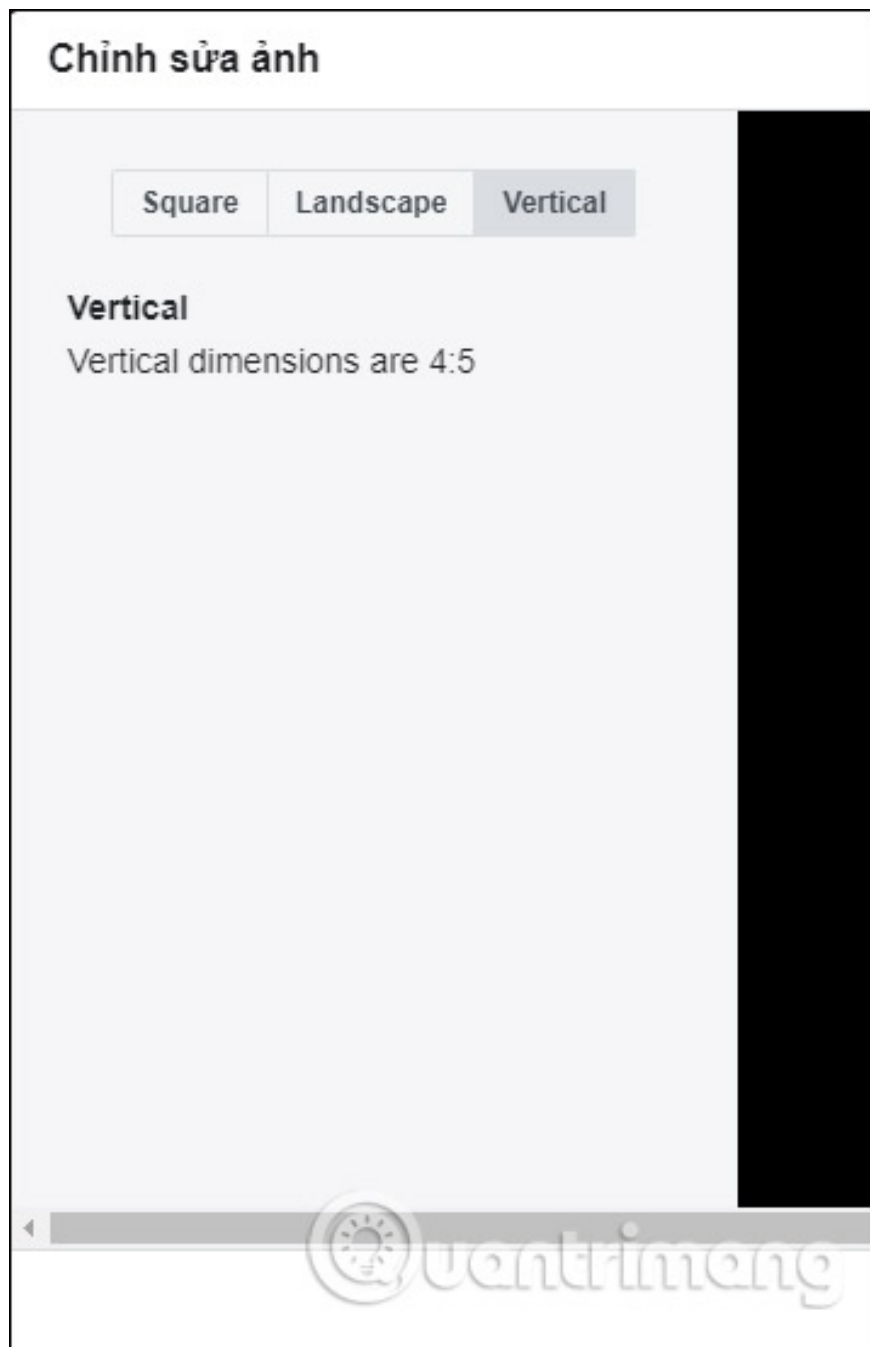 Chỉnh sửa ảnh
Square Landscape Vertical
Vertical
Vertical dimensions are 4:5
Quantrimang